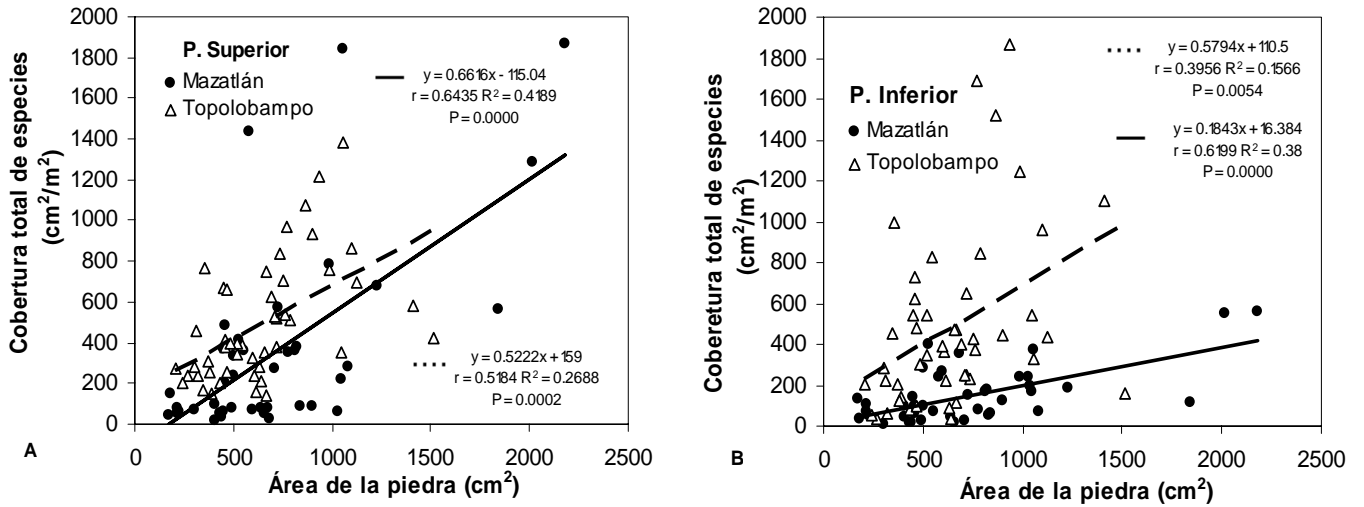 P. Superior
Mazatlán
Topolobampo
y = 0.6616x - 115.04
r = 0.6435 R² = 0.4189
P = 0.0000
y = 0.5222x + 159
r = 0.5184 R² = 0.2688
P = 0.0002
Cobertura total de especies
(cm²/m²)
2000
1800
1600
1400
1200
1000
800
600
400
200
0
0 500 1000 1500 2000 2500
Área de la piedra (cm²)
A
P. Inferior
Mazatlán
Topolobampo
y = 0.5794x + 110.5
r = 0.3956 R² = 0.1566
P = 0.0054
y = 0.1843x + 16.384
r = 0.6199 R² = 0.38
P = 0.0000
Coberetura total de especies
(cm²/m²)
2000
1800
1600
1400
1200
1000
800
600
400
200
0
0 500 1000 1500 2000 2500
Área de la piedra (cm²)
B